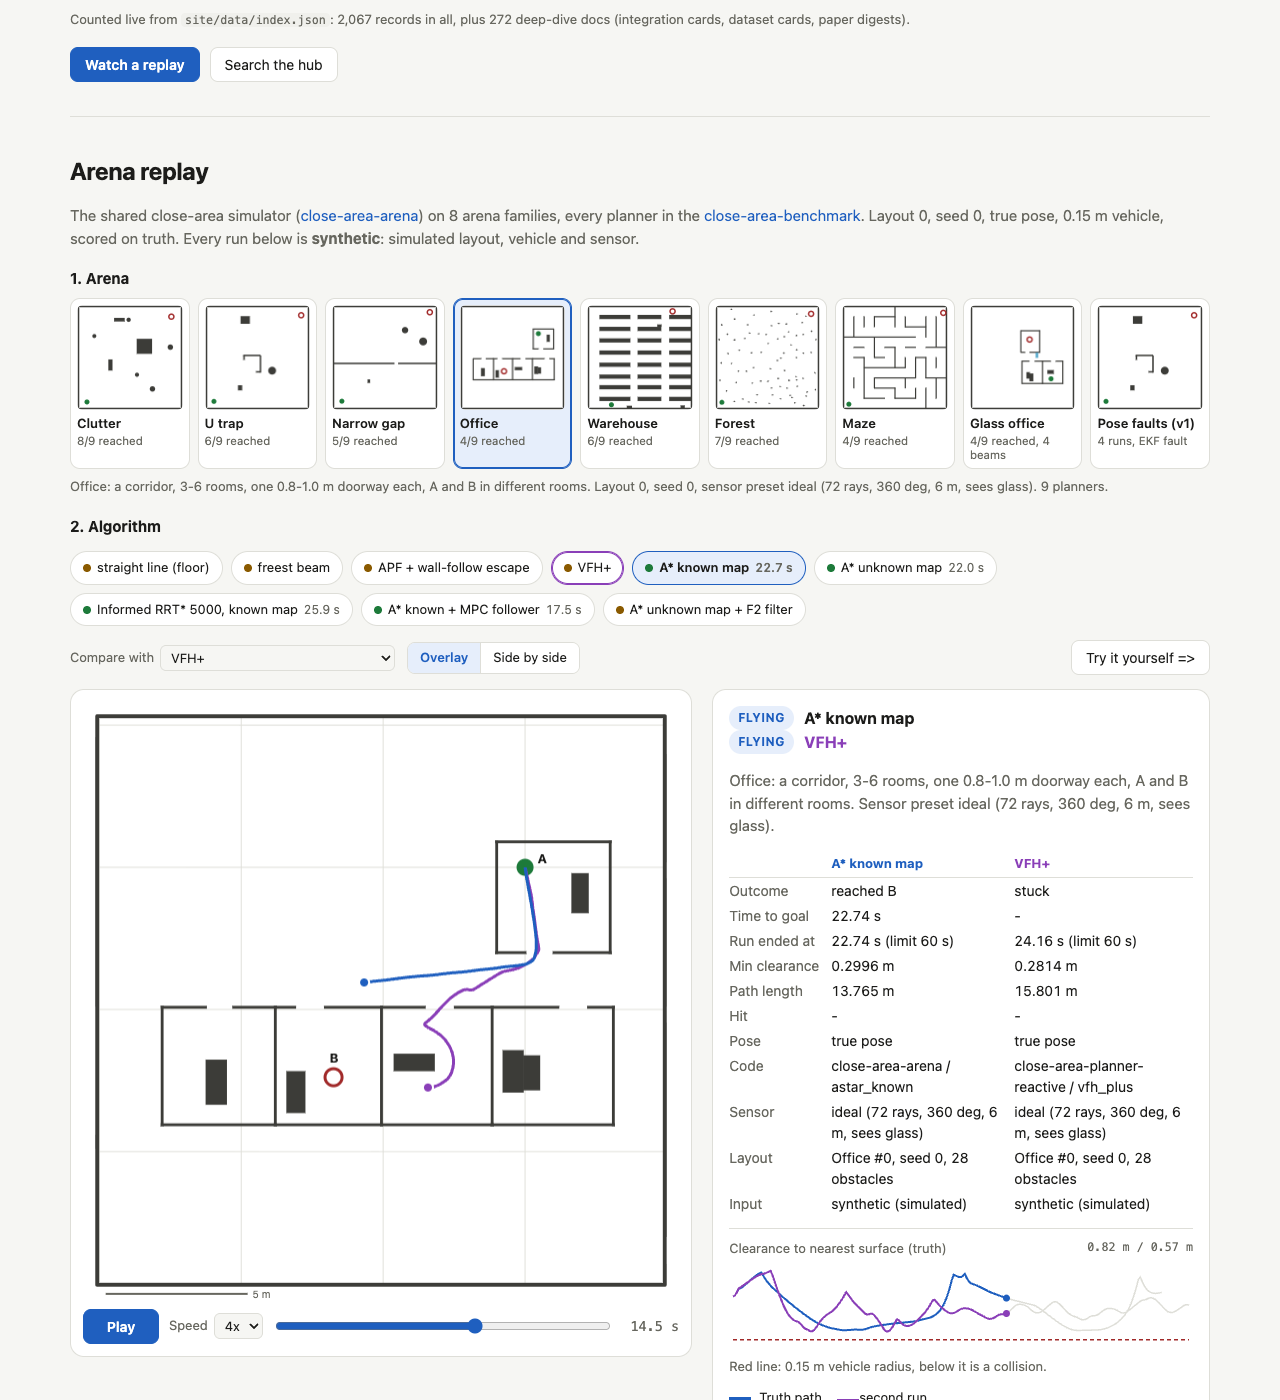 Counted live from site/data/index.json : 2,067 records in all, plus 272 deep-dive docs (integration cards, dataset cards, paper digests).
Watch a replay
Search the hub
Arena replay
The shared close-area simulator (close-area-arena) on 8 arena families, every planner in the close-area-benchmark. Layout 0, seed 0, true pose, 0.15 m vehicle,
scored on truth. Every run below is synthetic: simulated layout, vehicle and sensor.
1. Arena
Clutter
8/9 reached
U trap
6/9 reached
Narrow gap
5/9 reached
Office
4/9 reached
Warehouse
6/9 reached
Forest
7/9 reached
Maze
4/9 reached
Glass office
4/9 reached, 4
beams
Pose faults (v1)
4 runs, EKF fault
Office: a corridor, 3-6 rooms, one 0.8-1.0 m doorway each, A and B in different rooms. Layout 0, seed 0, sensor preset ideal (72 rays, 360 deg, 6 m, sees glass). 9 planners.
2. Algorithm
straight line (floor)
freest beam
APF + wall-follow escape
VFH+
A* known map 22.7 s
A* unknown map 22.0 s
Informed RRT* 5000, known map 25.9 s
A* known + MPC follower 17.5 s
A* unknown map + F2 filter
Compare with VFH+
Overlay
Side by side
Try it yourself =>
A
B
5 m
Play
Speed 4x
14.5 s
FLYING A* known map
FLYING VFH+
Office: a corridor, 3-6 rooms, one 0.8-1.0 m doorway each, A and B
in different rooms. Sensor preset ideal (72 rays, 360 deg, 6 m, sees
glass).
A* known map VFH+
Outcome reached B stuck
Time to goal 22.74 s -
Run ended at 22.74 s (limit 60 s) 24.16 s (limit 60 s)
Min clearance 0.2996 m 0.2814 m
Path length 13.765 m 15.801 m
Hit - -
Pose true pose true pose
Code close-area-arena / close-area-planner-
astar_known reactive / vfh_plus
Sensor ideal (72 rays, 360 deg, 6 ideal (72 rays, 360 deg, 6
m, sees glass) m, sees glass)
Layout Office #0, seed 0, 28 Office #0, seed 0, 28
obstacles obstacles
Input synthetic (simulated) synthetic (simulated)
Clearance to nearest surface (truth) 0.82 m / 0.57 m
Red line: 0.15 m vehicle radius, below it is a collision.
Truth path second run